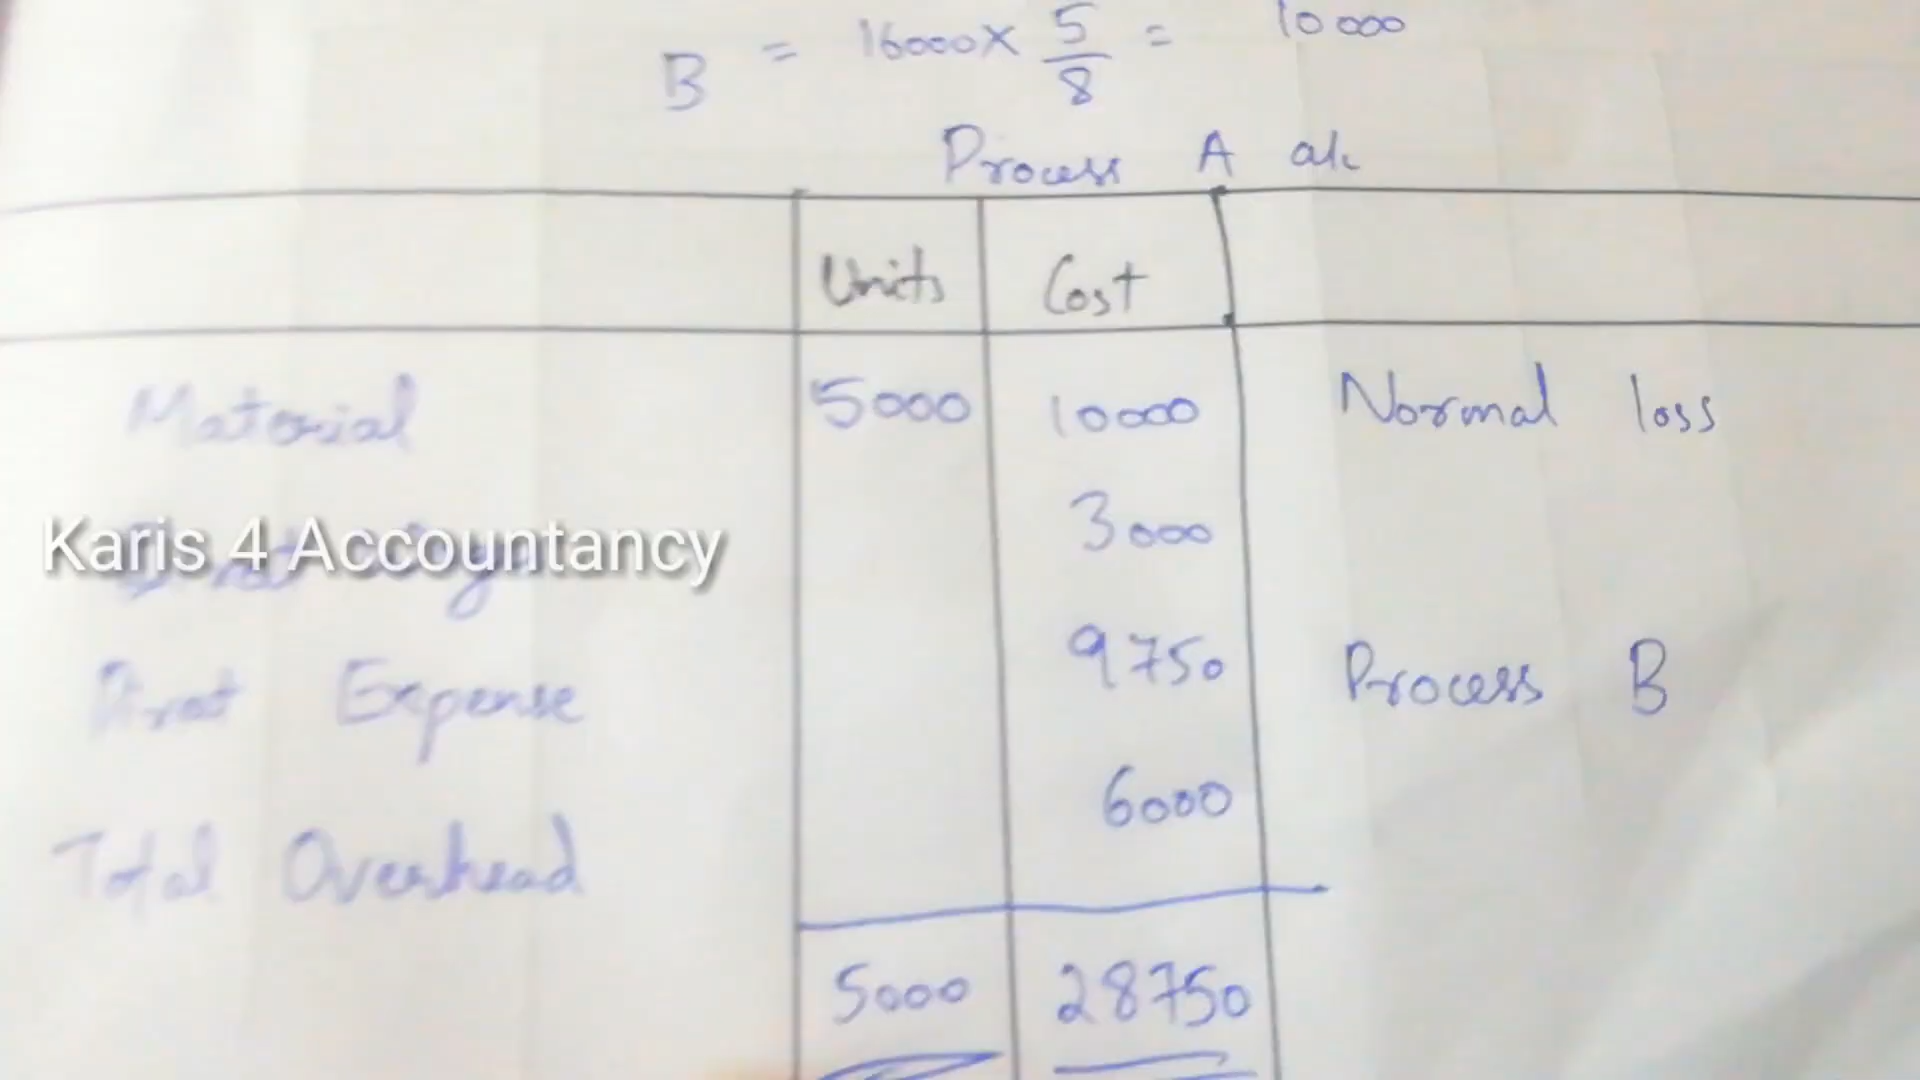 B = 16000 × 5/8 = 10000
Process A a/c
Units Cost
Material 5000 10000 Normal loss
3000
Karis 4 Accountancy
Expense 9750 Process B
Total Overhead 6000
5000 28750